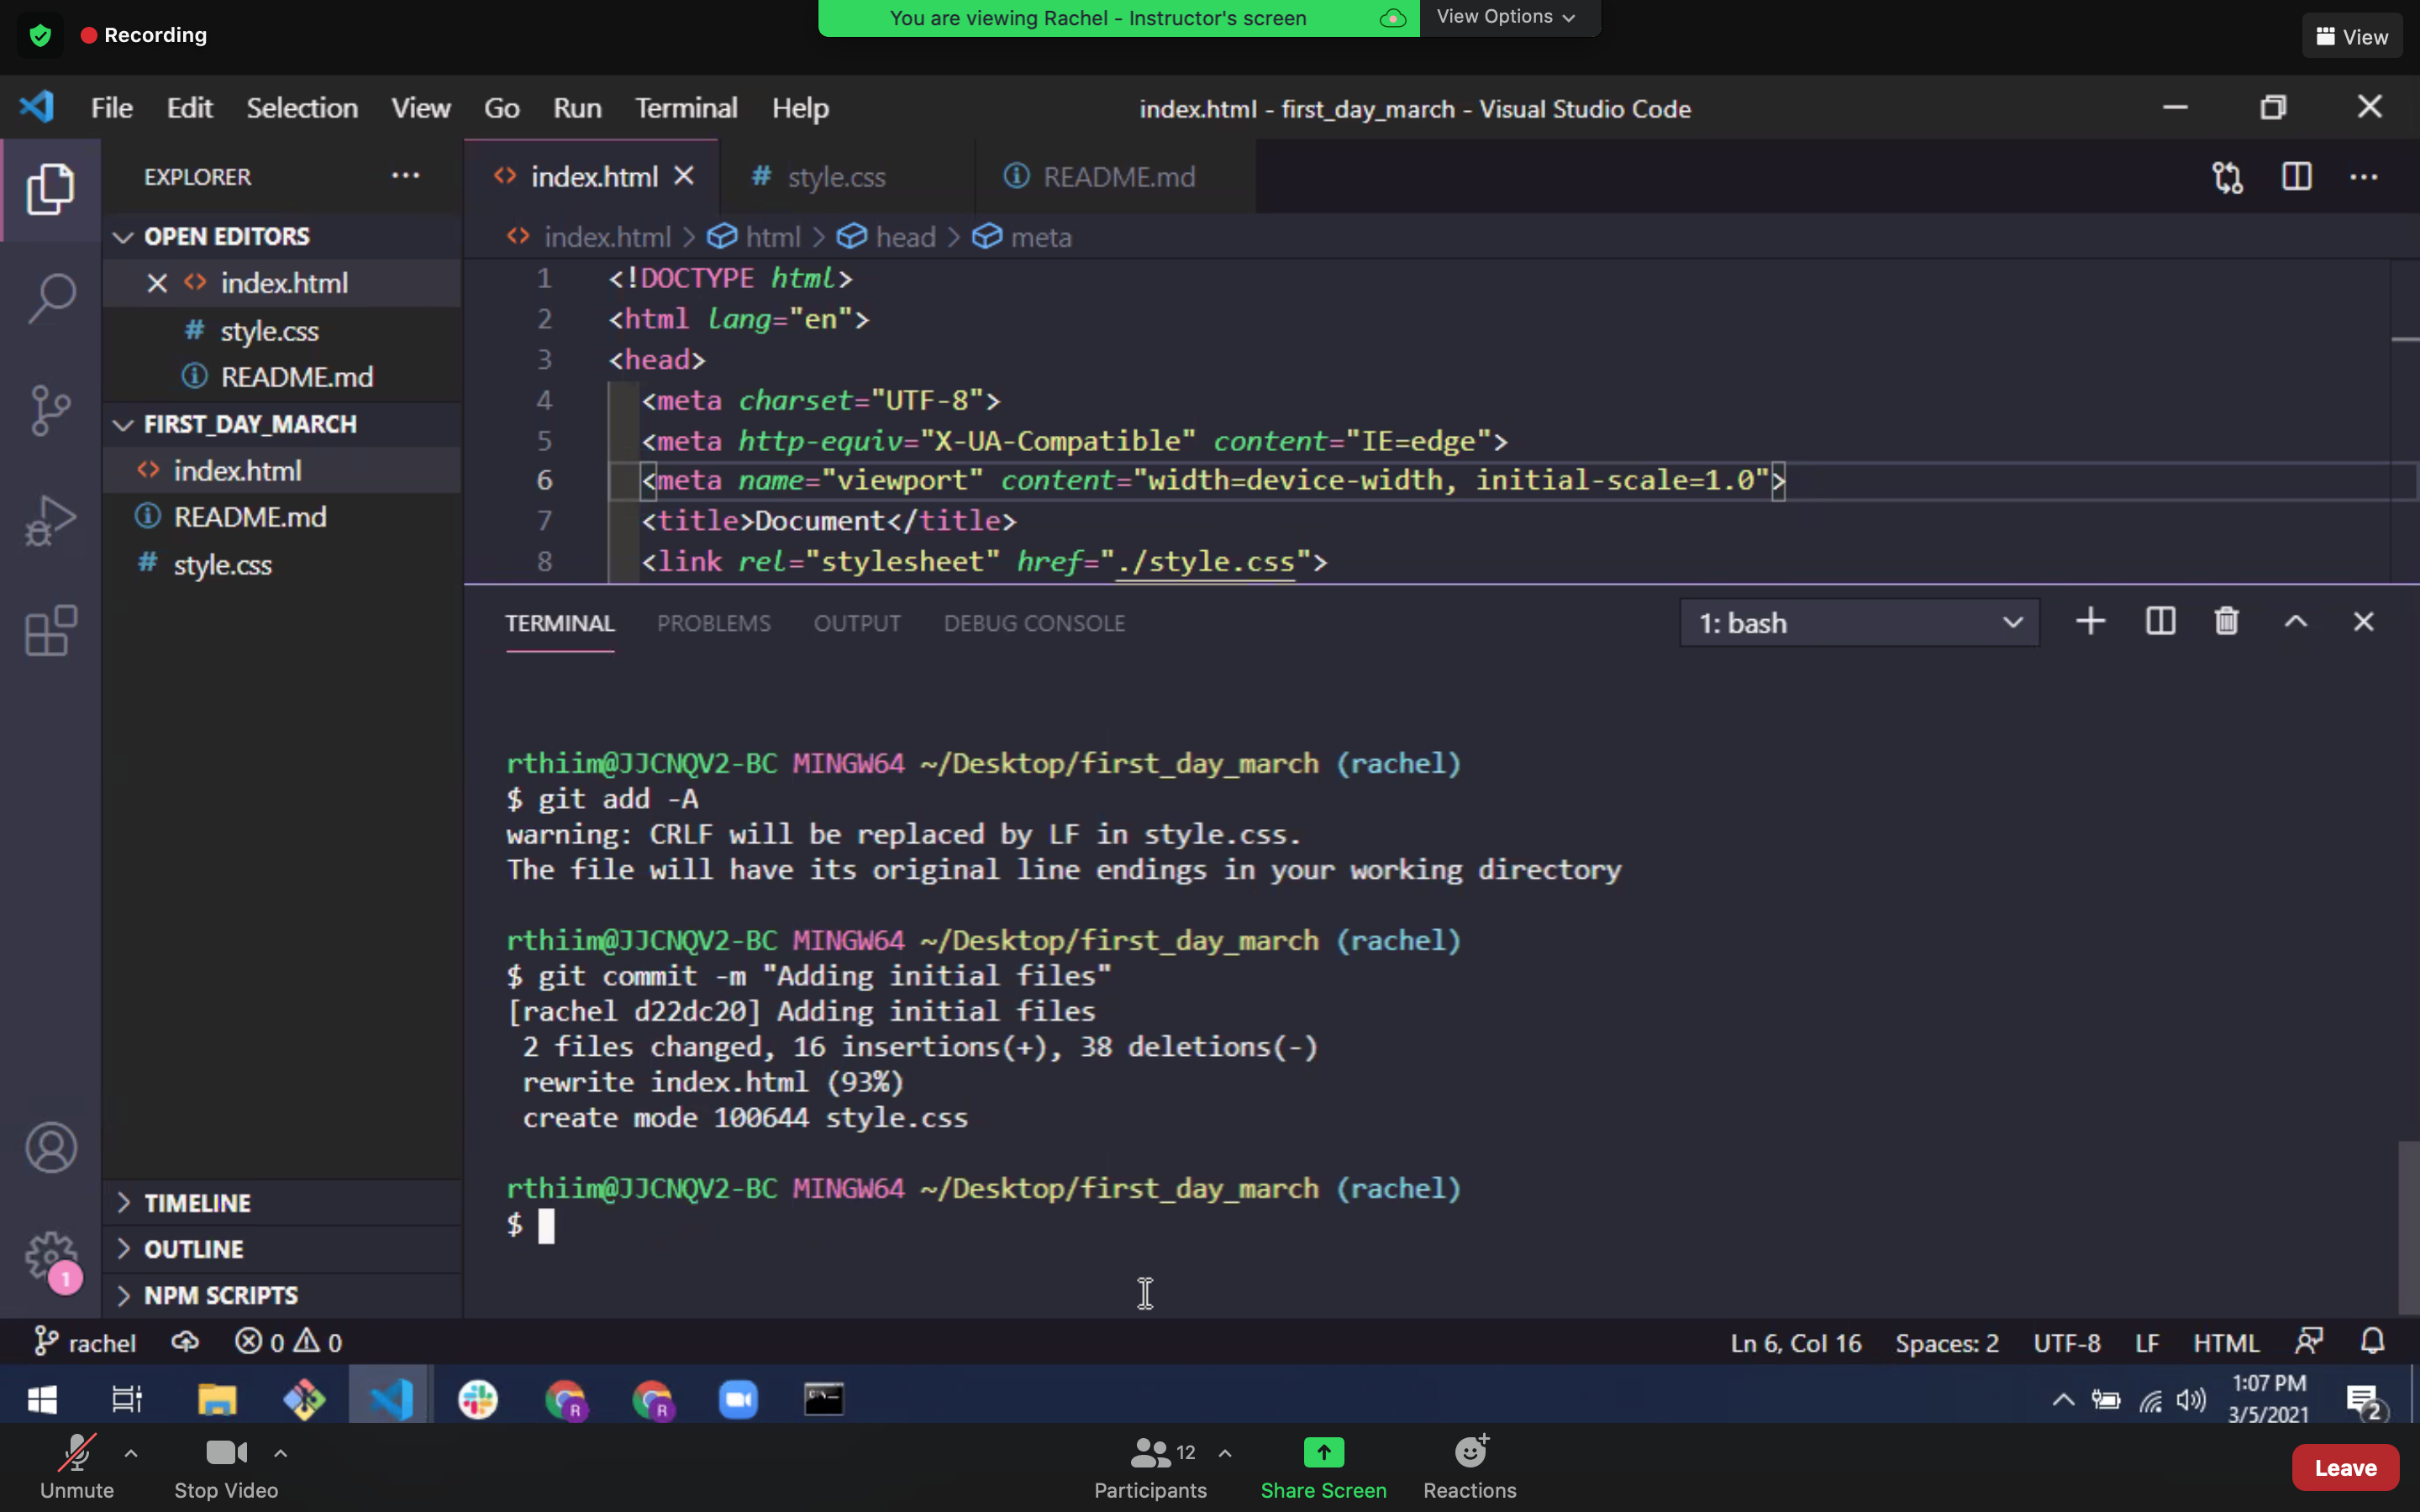 Recording
You are viewing Rachel - Instructor's screen
View Options
View
File Edit Selection View Go Run Terminal Help
index.html - first_day_march - Visual Studio Code
EXPLORER
OPEN EDITORS
index.html
# style.css
README.md
FIRST_DAY_MARCH
index.html
README.md
# style.css
TIMELINE
OUTLINE
NPM SCRIPTS
index.html
# style.css
README.md
index.html > html > head > meta
1 <!DOCTYPE html>
2 <html lang="en">
3 <head>
4 <meta charset="UTF-8">
5 <meta http-equiv="X-UA-Compatible" content="IE=edge">
6 <meta name="viewport" content="width=device-width, initial-scale=1.0">
7 <title>Document</title>
8 <link rel="stylesheet" href="./style.css">
TERMINAL PROBLEMS OUTPUT DEBUG CONSOLE
1: bash
rthiim@JJCNQV2-BC MINGW64 ~/Desktop/first_day_march (rachel)
$ git add -A
warning: CRLF will be replaced by LF in style.css.
The file will have its original line endings in your working directory
rthiim@JJCNQV2-BC MINGW64 ~/Desktop/first_day_march (rachel)
$ git commit -m "Adding initial files"
[rachel d22dc20] Adding initial files
2 files changed, 16 insertions(+), 38 deletions(-)
rewrite index.html (93%)
create mode 100644 style.css
rthiim@JJCNQV2-BC MINGW64 ~/Desktop/first_day_march (rachel)
$
1
rachel 0 0
Ln 6, Col 16 Spaces: 2 UTF-8 LF HTML
R
R
1:07 PM
3/5/2021
2
Unmute
Stop Video
12
Participants
Share Screen
Reactions
Leave